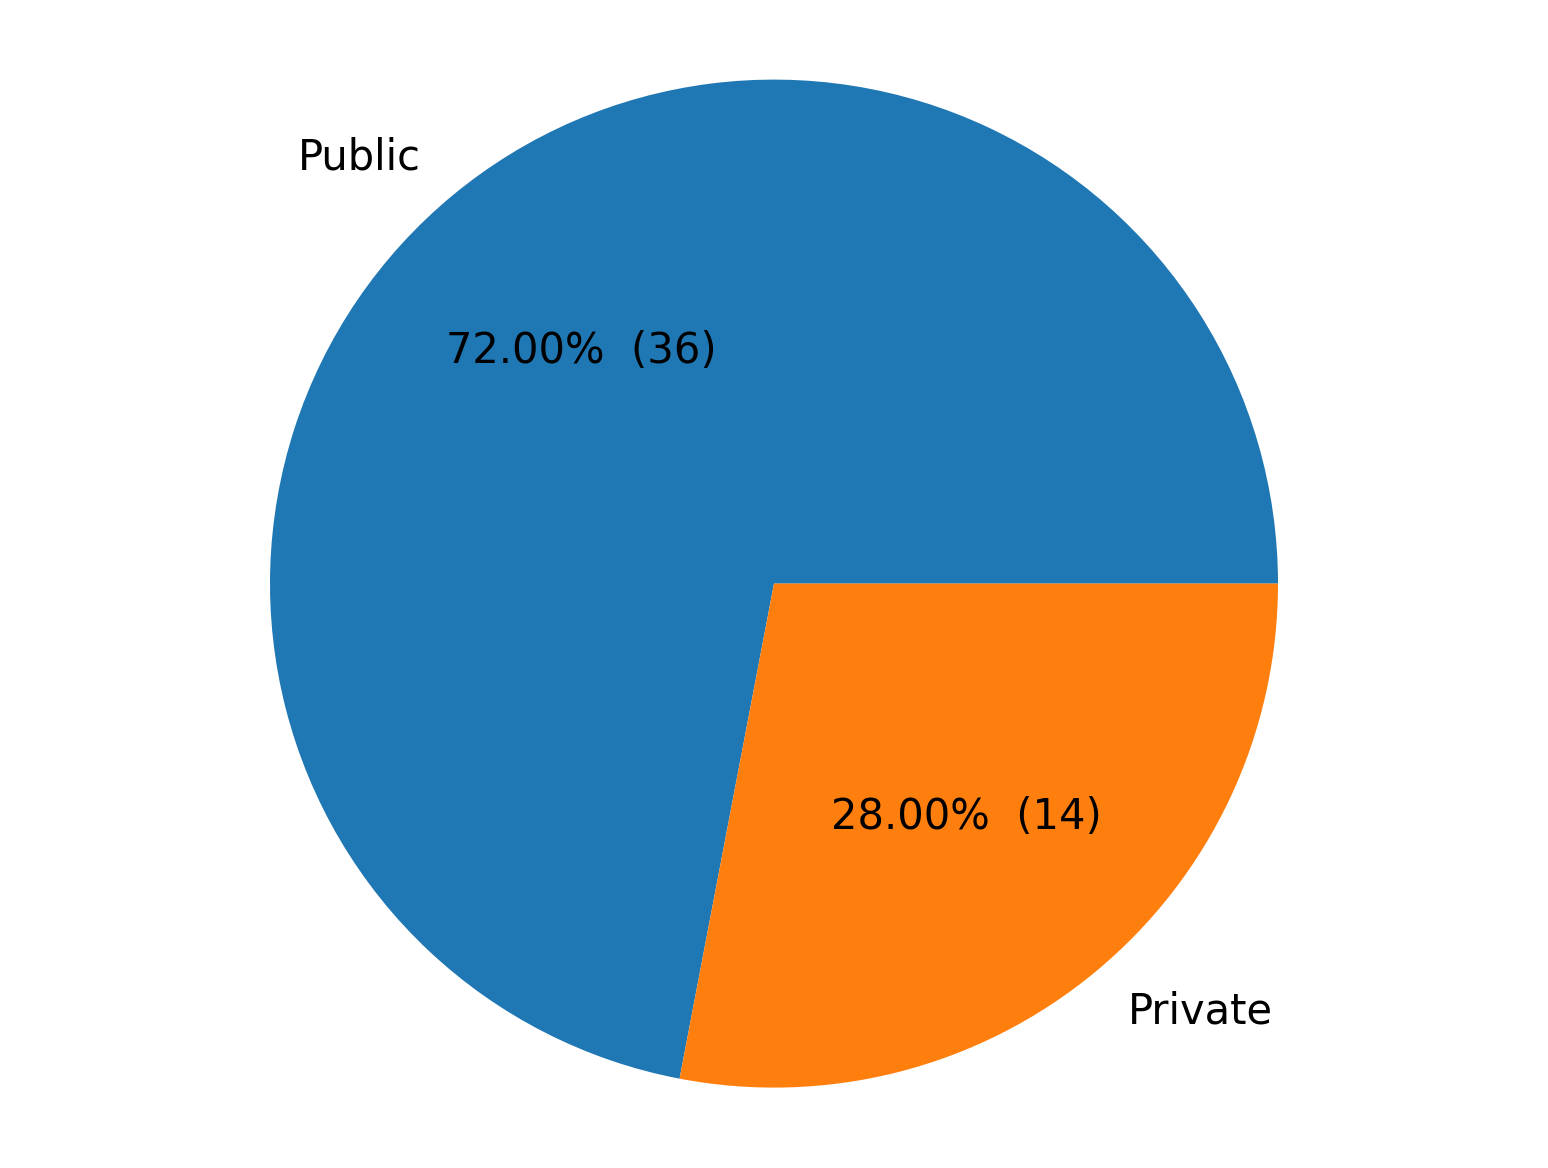 Public
72.00%  (36)
28.00%  (14)
Private